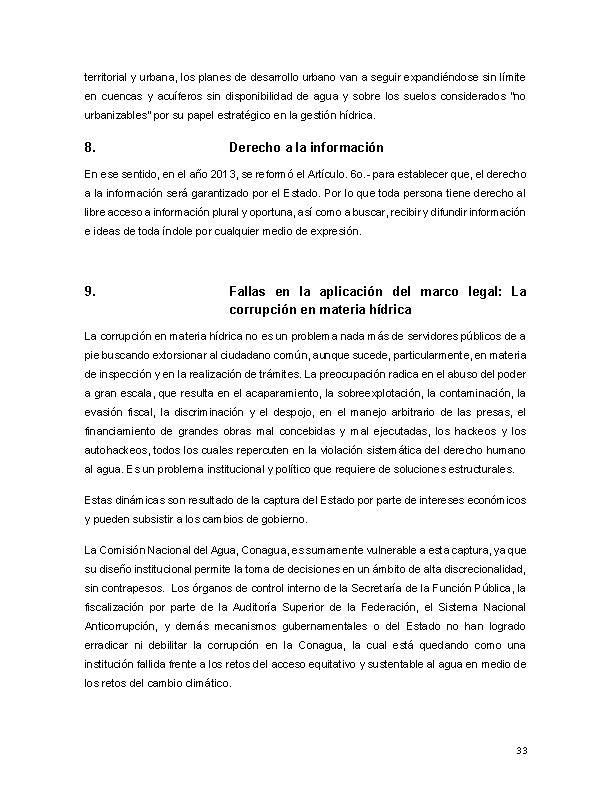 territorial y urbana, los planes de desarrollo urbano van a seguir expandiéndose sin límite
en cuencas y acuíferos sin disponibilidad de agua y sobre los suelos considerados "no
urbanizables" por su papel estratégico en la gestión hídrica.
8. Derecho a la información
En ese sentido, en el año 2013, se reformó el Artículo. 6o.- para establecer que, el derecho
a la información será garantizado por el Estado. Por lo que toda persona tiene derecho al
libre acceso a información plural y oportuna, así como a buscar, recibir y difundir información
e ideas de toda índole por cualquier medio de expresión.
9. Fallas en la aplicación del marco legal: La
corrupción en materia hídrica
La corrupción en materia hídrica no es un problema nada más de servidores públicos de a
pie buscando extorsionar al ciudadano común, aunque sucede, particularmente, en materia
de inspección y en la realización de trámites. La preocupación radica en el abuso del poder
a gran escala, que resulta en el acaparamiento, la sobreexplotación, la contaminación, la
evasión fiscal, la discriminación y el despojo, en el manejo arbitrario de las presas, el
financiamiento de grandes obras mal concebidas y mal ejecutadas, los hackeos y los
autohackeos, todos los cuales repercuten en la violación sistemática del derecho humano
al agua. Es un problema institucional y político que requiere de soluciones estructurales.
Estas dinámicas son resultado de la captura del Estado por parte de intereses económicos
y pueden subsistir a los cambios de gobierno.
La Comisión Nacional del Agua, Conagua, es sumamente vulnerable a esta captura, ya que
su diseño institucional permite la toma de decisiones en un ámbito de alta discrecionalidad,
sin contrapesos. Los órganos de control interno de la Secretaría de la Función Pública, la
fiscalización por parte de la Auditoría Superior de la Federación, el Sistema Nacional
Anticorrupción, y demás mecanismos gubernamentales o del Estado no han logrado
erradicar ni debilitar la corrupción en la Conagua, la cual está quedando como una
institución fallida frente a los retos del acceso equitativo y sustentable al agua en medio de
los retos del cambio climático.
33